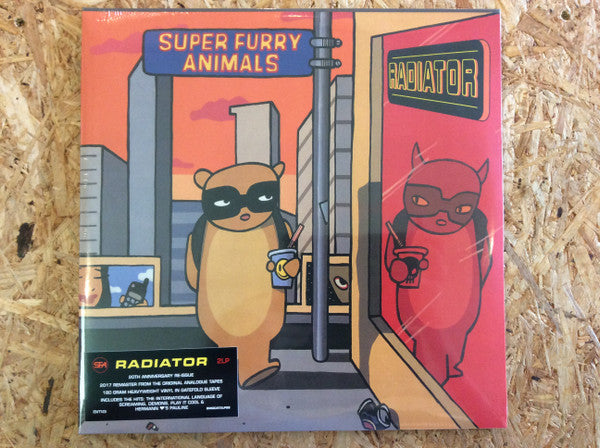 SUPER FURRY
ANIMALS
RADIATOR
RADIATOR 2LP
20TH ANNIVERSARY RE-ISSUE
2017 REMASTER FROM THE ORIGINAL ANALOGUE TAPES
180 GRAM HEAVYWEIGHT VINYL IN GATEFOLD SLEEVE
INCLUDES THE HITS: THE INTERNATIONAL LANGUAGE OF
SCREAMING, DEMONS, PLAY IT COOL &
HERMANN ♥'S PAULINE